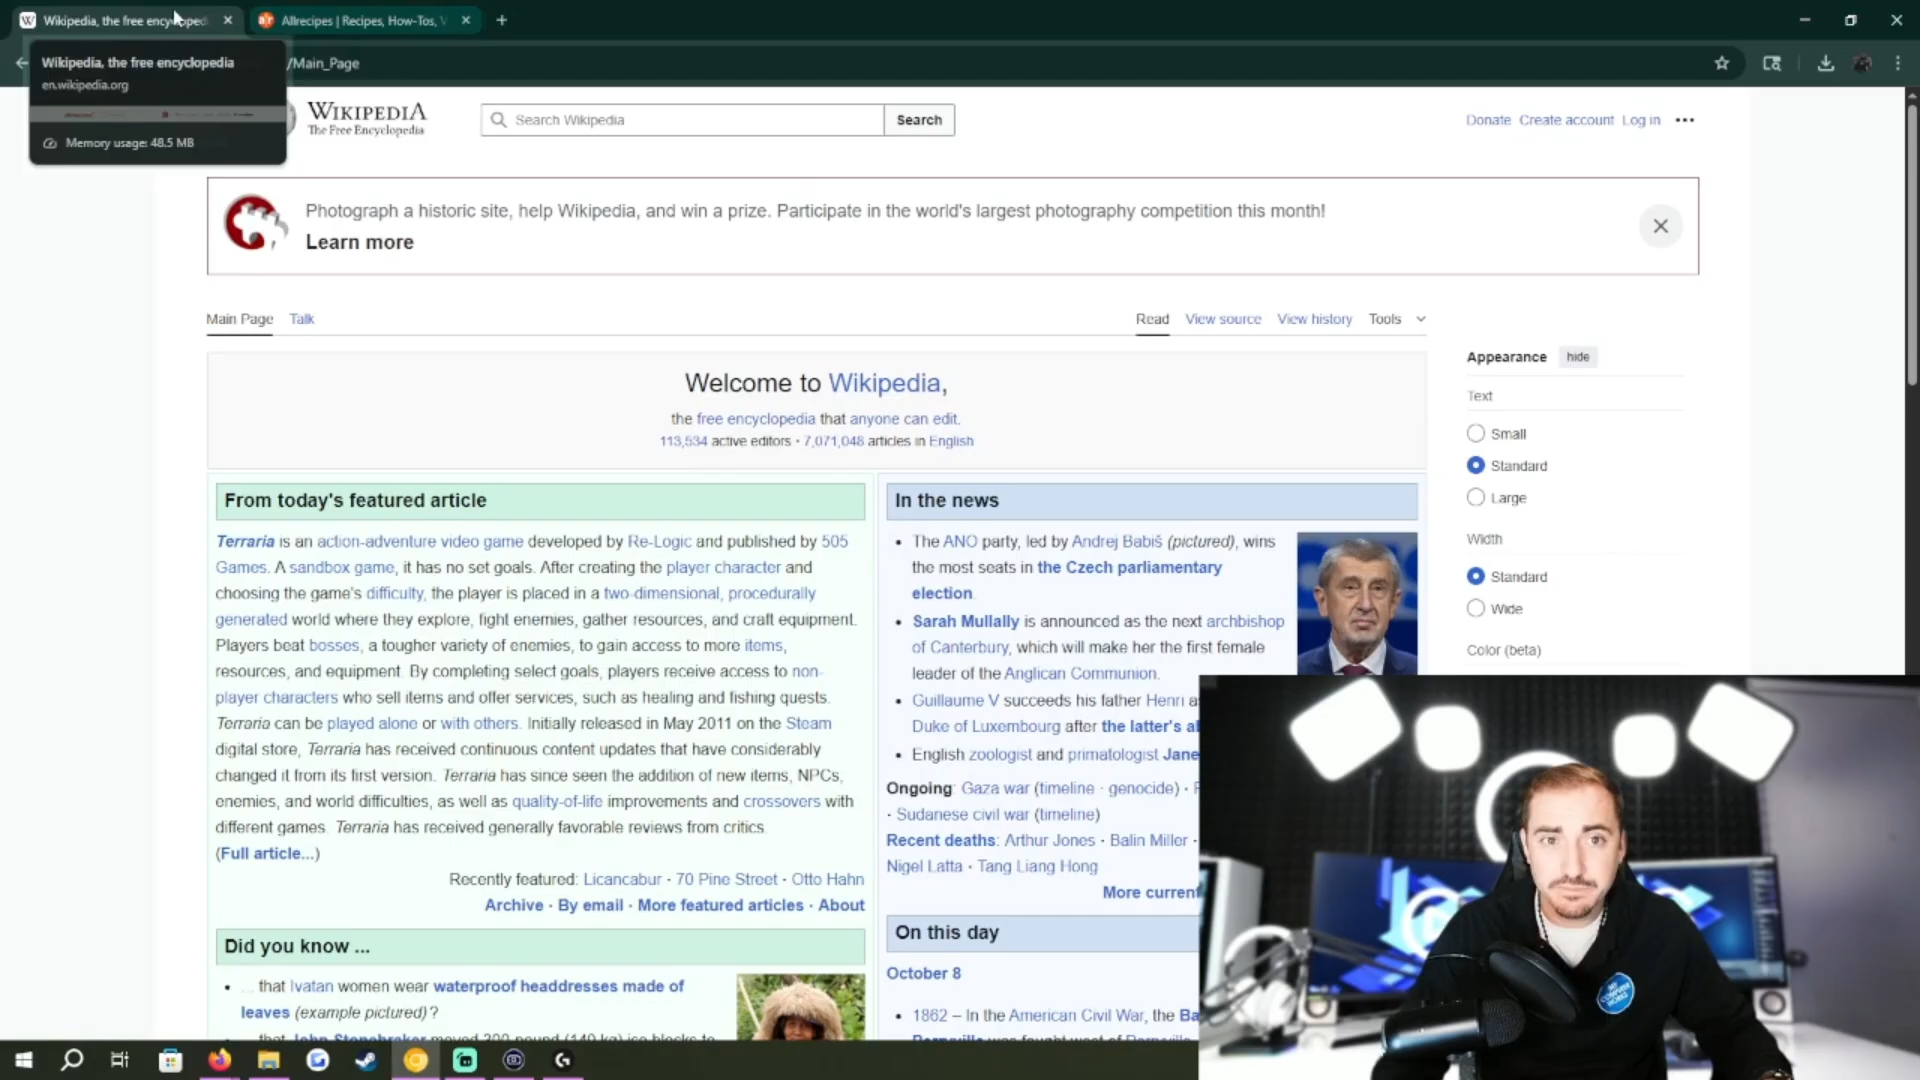 Wikipedia, the free encycloped
Allrecipes | Recipes, How-Tos, V
Wikipedia, the free encyclopedia
en.wikipedia.org
Memory usage: 48.5 MB
/Main_Page
WIKIPEDIA
The Free Encyclopedia
Search Wikipedia
Search
Donate Create account Log in
Photograph a historic site, help Wikipedia, and win a prize. Participate in the world's largest photography competition this month!
Learn more
Main Page Talk
Read View source View history Tools
Welcome to Wikipedia,
the free encyclopedia that anyone can edit.
113,534 active editors · 7,071,048 articles in English
From today's featured article
Terraria is an action-adventure video game developed by Re-Logic and published by 505
Games. A sandbox game, it has no set goals. After creating the player character and
choosing the game's difficulty, the player is placed in a two-dimensional, procedurally
generated world where they explore, fight enemies, gather resources, and craft equipment.
Players beat bosses, a tougher variety of enemies, to gain access to more items,
resources, and equipment. By completing select goals, players receive access to non-
player characters who sell items and offer services, such as healing and fishing quests.
Terraria can be played alone or with others. Initially released in May 2011 on the Steam
digital store, Terraria has received continuous content updates that have considerably
changed it from its first version. Terraria has since seen the addition of new items, NPCs,
enemies, and world difficulties, as well as quality-of-life improvements and crossovers with
different games. Terraria has received generally favorable reviews from critics.
(Full article...)
Recently featured: Licancabur · 70 Pine Street · Otto Hahn
Archive · By email · More featured articles · About
Did you know ...
... that Ivatan women wear waterproof headdresses made of
leaves (example pictured)?
In the news
The ANO party, led by Andrej Babiš (pictured), wins
the most seats in the Czech parliamentary
election.
Sarah Mullally is announced as the next archbishop
of Canterbury, which will make her the first female
leader of the Anglican Communion.
Guillaume V succeeds his father Henri as
Duke of Luxembourg after the latter's
English zoologist and primatologist Jane
Ongoing: Gaza war (timeline · genocide) ·
· Sudanese civil war (timeline)
Recent deaths: Arthur Jones · Balin Miller ·
Nigel Latta · Tang Liang Hong
More current
On this day
October 8
1862 – In the American Civil War, the
Appearance hide
Text
Small
Standard
Large
Width
Standard
Wide
Color (beta)
MY
COMPUTER
WORKS